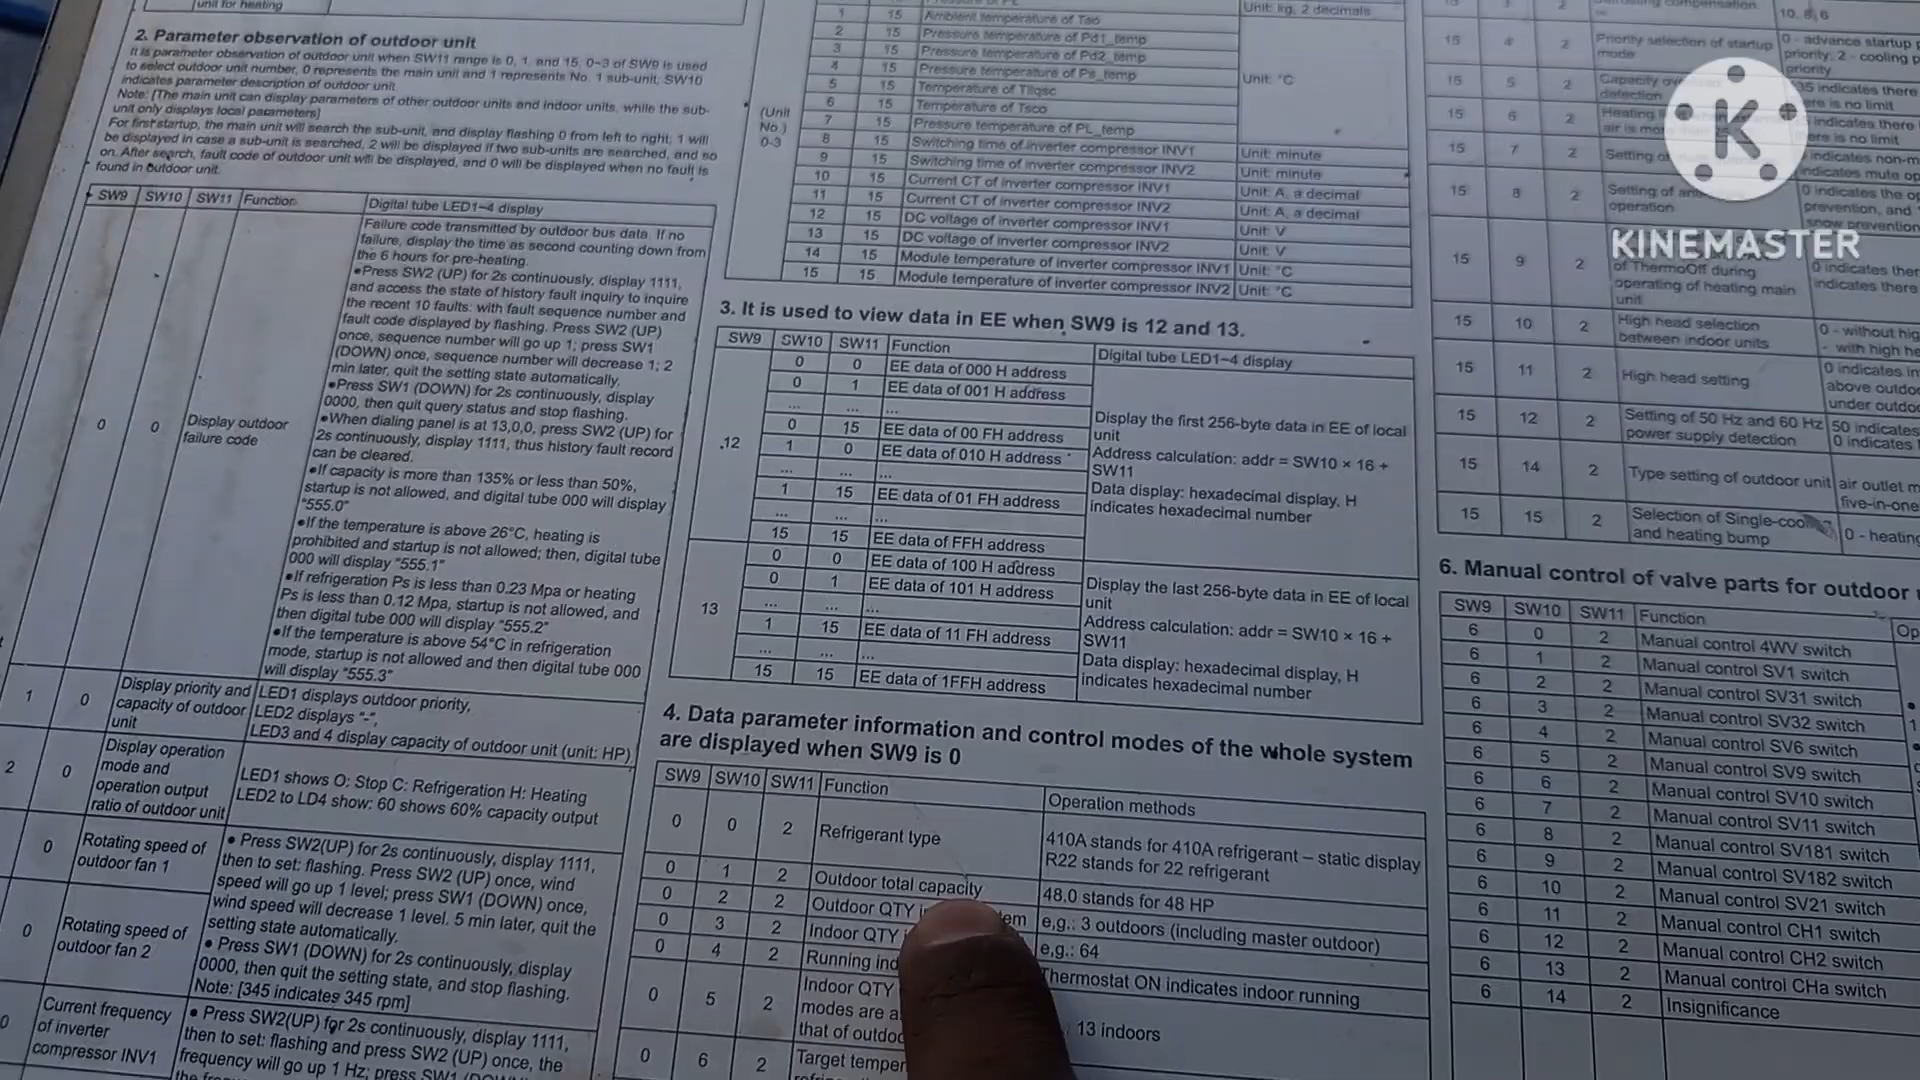 unit for heating
2. Parameter observation of outdoor unit
It is parameter observation of outdoor unit when SW11 range is 0, 1, and 15, 0~3 of SW9 is used
to select outdoor unit number, 0 represents the main unit and 1 represents No. 1 sub-unit, SW10
indicates parameter description of outdoor unit
Note: [The main unit can display parameters of other outdoor units and indoor units, while the sub-
unit only displays local parameters]
For first startup, the main unit will search the sub-unit, and display flashing 0 from left to right; 1 will
be displayed in case a sub-unit is searched, 2 will be displayed if two sub-units are searched, and so
on. After search, fault code of outdoor unit will be displayed, and 0 will be displayed when no fault is
found in outdoor unit.
SW9 SW10 SW11 Function Digital tube LED1~4 display
0 0 Display outdoor
failure code
Failure code transmitted by outdoor bus data. If no
failure, display the time as second counting down from
the 6 hours for pre-heating.
●Press SW2 (UP) for 2s continuously, display 1111,
and access the state of history fault inquiry to inquire
the recent 10 faults: with fault sequence number and
fault code displayed by flashing. Press SW2 (UP)
once, sequence number will go up 1; press SW1
(DOWN) once, sequence number will decrease 1; 2
min later, quit the setting state automatically.
●Press SW1 (DOWN) for 2s continuously, display
0000, then quit query status and stop flashing.
●When dialing panel is at 13,0,0, press SW2 (UP) for
2s continuously, display 1111, thus history fault record
can be cleared.
●If capacity is more than 135% or less than 50%,
startup is not allowed, and digital tube 000 will display
"555.0"
●If the temperature is above 26°C, heating is
prohibited and startup is not allowed; then, digital tube
000 will display "555.1"
●If refrigeration Ps is less than 0.23 Mpa or heating
Ps is less than 0.12 Mpa, startup is not allowed, and
then digital tube 000 will display "555.2"
●If the temperature is above 54°C in refrigeration
mode, startup is not allowed and then digital tube 000
will display "555.3"
1 0 Display priority and
capacity of outdoor
unit
LED1 displays outdoor priority,
LED2 displays "-",
LED3 and 4 display capacity of outdoor unit (unit: HP)
2 0 Display operation
mode and
operation output
ratio of outdoor unit
LED1 shows O: Stop C: Refrigeration H: Heating
LED2 to LD4 show: 60 shows 60% capacity output
0 Rotating speed of
outdoor fan 1
0 Rotating speed of
outdoor fan 2
● Press SW2(UP) for 2s continuously, display 1111,
then to set: flashing. Press SW2 (UP) once, wind
speed will go up 1 level; press SW1 (DOWN) once,
wind speed will decrease 1 level. 5 min later, quit the
setting state automatically.
● Press SW1 (DOWN) for 2s continuously, display
0000, then quit the setting state, and stop flashing.
Note: [345 indicates 345 rpm]
0 Current frequency
of inverter
compressor INV1
● Press SW2(UP) for 2s continuously, display 1111,
then to set: flashing and press SW2 (UP) once, the
frequency will go up 1 Hz; press SW1
Unit: kg, 2 decimals
(Unit
No.)
0-3
1 15 Ambient temperature of Tao
2 15 Pressure temperature of Pd1_temp
3 15 Pressure temperature of Pd2_temp
4 15 Pressure temperature of Ps_temp
Unit: °C
5 15 Temperature of Tliqsc
6 15 Temperature of Tsco
7 15 Pressure temperature of PL_temp
8 15 Switching time of inverter compressor INV1 Unit: minute
9 15 Switching time of inverter compressor INV2 Unit: minute
10 15 Current CT of inverter compressor INV1 Unit: A, a decimal
11 15 Current CT of inverter compressor INV2 Unit: A, a decimal
12 15 DC voltage of inverter compressor INV1 Unit: V
13 15 DC voltage of inverter compressor INV2 Unit: V
14 15 Module temperature of inverter compressor INV1 Unit: °C
15 15 Module temperature of inverter compressor INV2 Unit: °C
3. It is used to view data in EE when SW9 is 12 and 13.
SW9 SW10 SW11 Function Digital tube LED1~4 display
12
0 0 EE data of 000 H address
0 1 EE data of 001 H address
... ... ...
0 15 EE data of 00 FH address
1 0 EE data of 010 H address
... ... ...
1 15 EE data of 01 FH address
... ... ...
15 15 EE data of FFH address
Display the first 256-byte data in EE of local
unit
Address calculation: addr = SW10 × 16 +
SW11
Data display: hexadecimal display, H
indicates hexadecimal number
13
0 0 EE data of 100 H address
0 1 EE data of 101 H address
... ... ...
1 15 EE data of 11 FH address
... ... ...
15 15 EE data of 1FFH address
Display the last 256-byte data in EE of local
unit
Address calculation: addr = SW10 × 16 +
SW11
Data display: hexadecimal display, H
indicates hexadecimal number
4. Data parameter information and control modes of the whole system
are displayed when SW9 is 0
SW9 SW10 SW11 Function Operation methods
0 0 2 Refrigerant type
410A stands for 410A refrigerant – static display
R22 stands for 22 refrigerant
0 1 2 Outdoor total capacity 48.0 stands for 48 HP
0 2 2 Outdoor QTY e,g.: 3 outdoors (including master outdoor)
0 3 2 Indoor QTY e,g.: 64
0 4 2 Running Thermostat ON indicates indoor running
0 5 2 Indoor QTY
modes are
that of
13 indoors
0 6 2 Target
compensation
10, 8, 6
15 4 2 Priority selection of startup
mode
0 - advance startup
priority; 2 - cooling
priority
15 5 2 Capacity
detection
indicates there
there is no limit
15 6 2 Heating
air is
indicates there
there is no limit
15 7 2 Setting of
indicates
indicates mute
15 8 2 Setting of
operation
0 indicates the
prevention, and
snow prevention
15 9 2
of ThermoOff during
operating of heating main
unit
0 indicates
indicates there
15 10 2 High head selection
between indoor units
0 - without
- with high
15 11 2 High head setting
0 indicates
above
under
15 12 2 Setting of 50 Hz and 60 Hz
power supply detection
50 indicates
0 indicates
15 14 2 Type setting of outdoor unit
air outlet
five-in-one
15 15 2 Selection of
and heating bump
0 - heating
6. Manual control of valve parts for outdoor
SW9 SW10 SW11 Function
6 0 2 Manual control 4WV switch
6 1 2 Manual control SV1 switch
6 2 2 Manual control SV31 switch
6 3 2 Manual control SV32 switch
6 4 2 Manual control SV6 switch
6 5 2 Manual control SV9 switch
6 6 2 Manual control SV10 switch
6 7 2 Manual control SV11 switch
6 8 2 Manual control SV181 switch
6 9 2 Manual control SV182 switch
6 10 2 Manual control SV21 switch
6 11 2 Manual control CH1 switch
6 12 2 Manual control CH2 switch
6 13 2 Manual control CHa switch
6 14 2 Insignificance
K
KINEMASTER